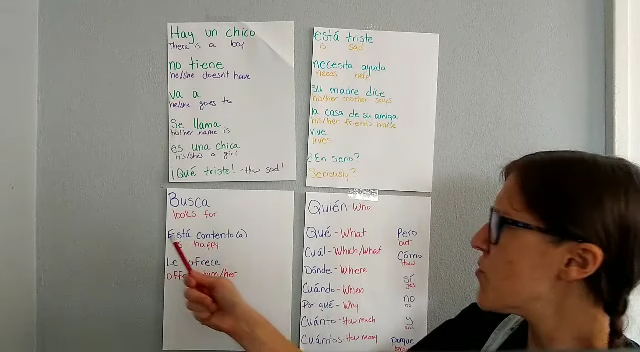 Hay un chico
There is a boy
no tiene
he/she doesn't have
va a
he/she goes to
Se llama
his/her name is
es una chica
his/she's a girl
¡Qué triste! - How sad!
está triste
is sad
necesita ayuda
needs help
su madre dice
his/her mother says
la casa de su amiga
his/her friend's house
vive
lives
¿En serio?
Seriously?
Busca
looks for
Está contento(a)
happy
Le ofrece
offe him/her
Quién - Who
Qué - What
Cuál - Which/What
Dónde - Where
Cuándo - When
Por qué - Why
Cuánto - How much
Cuántos - How many
Pero
but
Cómo
How
sí
yes
no
no
y
Porque